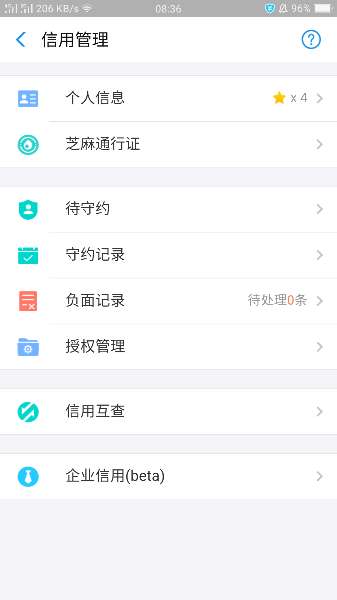 206 KB/s 08:36 96%
信用管理
个人信息 x 4
芝麻通行证
待守约
守约记录
负面记录 待处理0条
授权管理
信用互查
企业信用(beta)